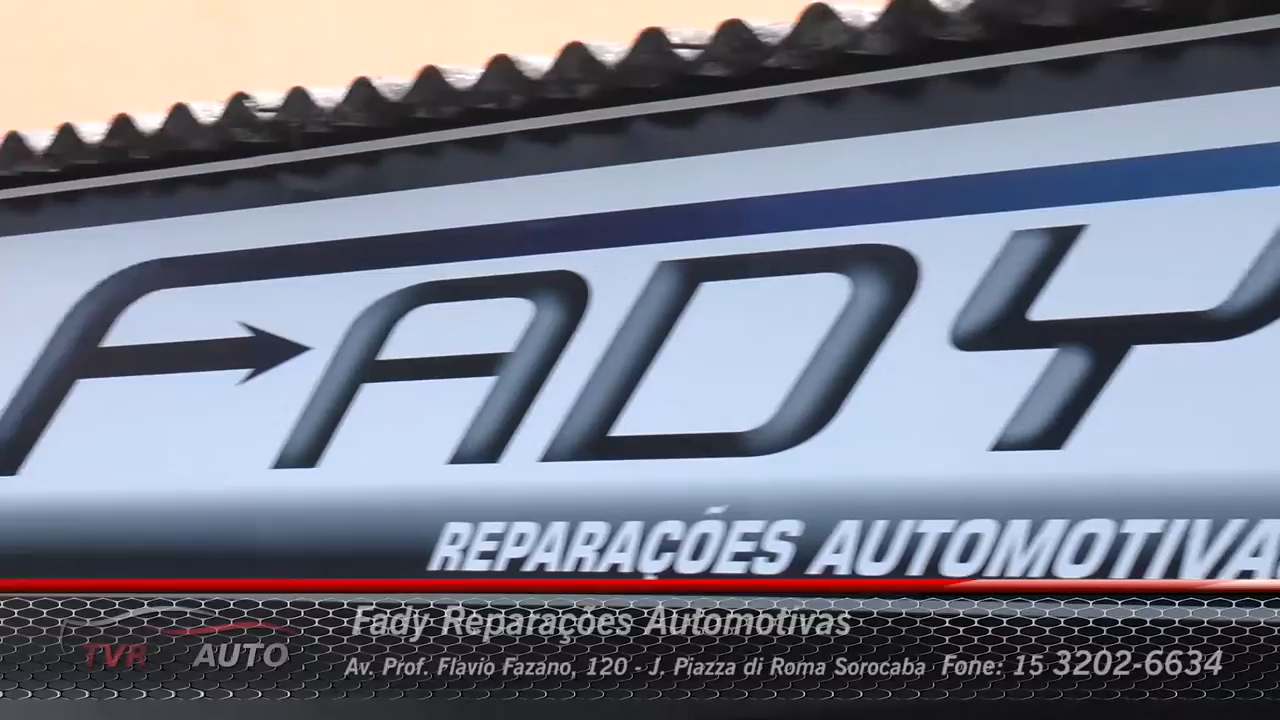 FADY
REPARAÇÕES AUTOMOTIVAS
Fady Reparações Automotivas
TVR AUTO
Av. Prof. Flavio Fazano, 120 - J. Piazza di Roma Sorocaba Fone: 15 3202-6634